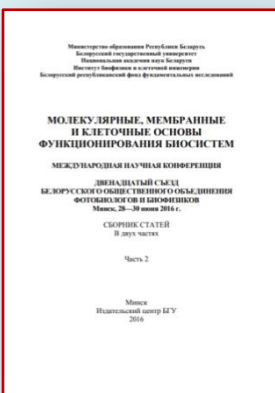 Министерство образования Республики Беларусь
Белорусский государственный университет
Национальная академия наук Беларуси
Институт биофизики и клеточной инженерии
Белорусский республиканский фонд фундаментальных исследований
МОЛЕКУЛЯРНЫЕ, МЕМБРАННЫЕ
И КЛЕТОЧНЫЕ ОСНОВЫ
ФУНКЦИОНИРОВАНИЯ БИОСИСТЕМ
МЕЖДУНАРОДНАЯ НАУЧНАЯ КОНФЕРЕНЦИЯ
ДВЕНАДЦАТЫЙ СЪЕЗД
БЕЛОРУССКОГО ОБЩЕСТВЕННОГО ОБЪЕДИНЕНИЯ
ФОТОБИОЛОГОВ И БИОФИЗИКОВ
Минск, 28—30 июня 2016 г.
СБОРНИК СТАТЕЙ
В двух частях
Часть 2
Минск
Издательский центр БГУ
2016